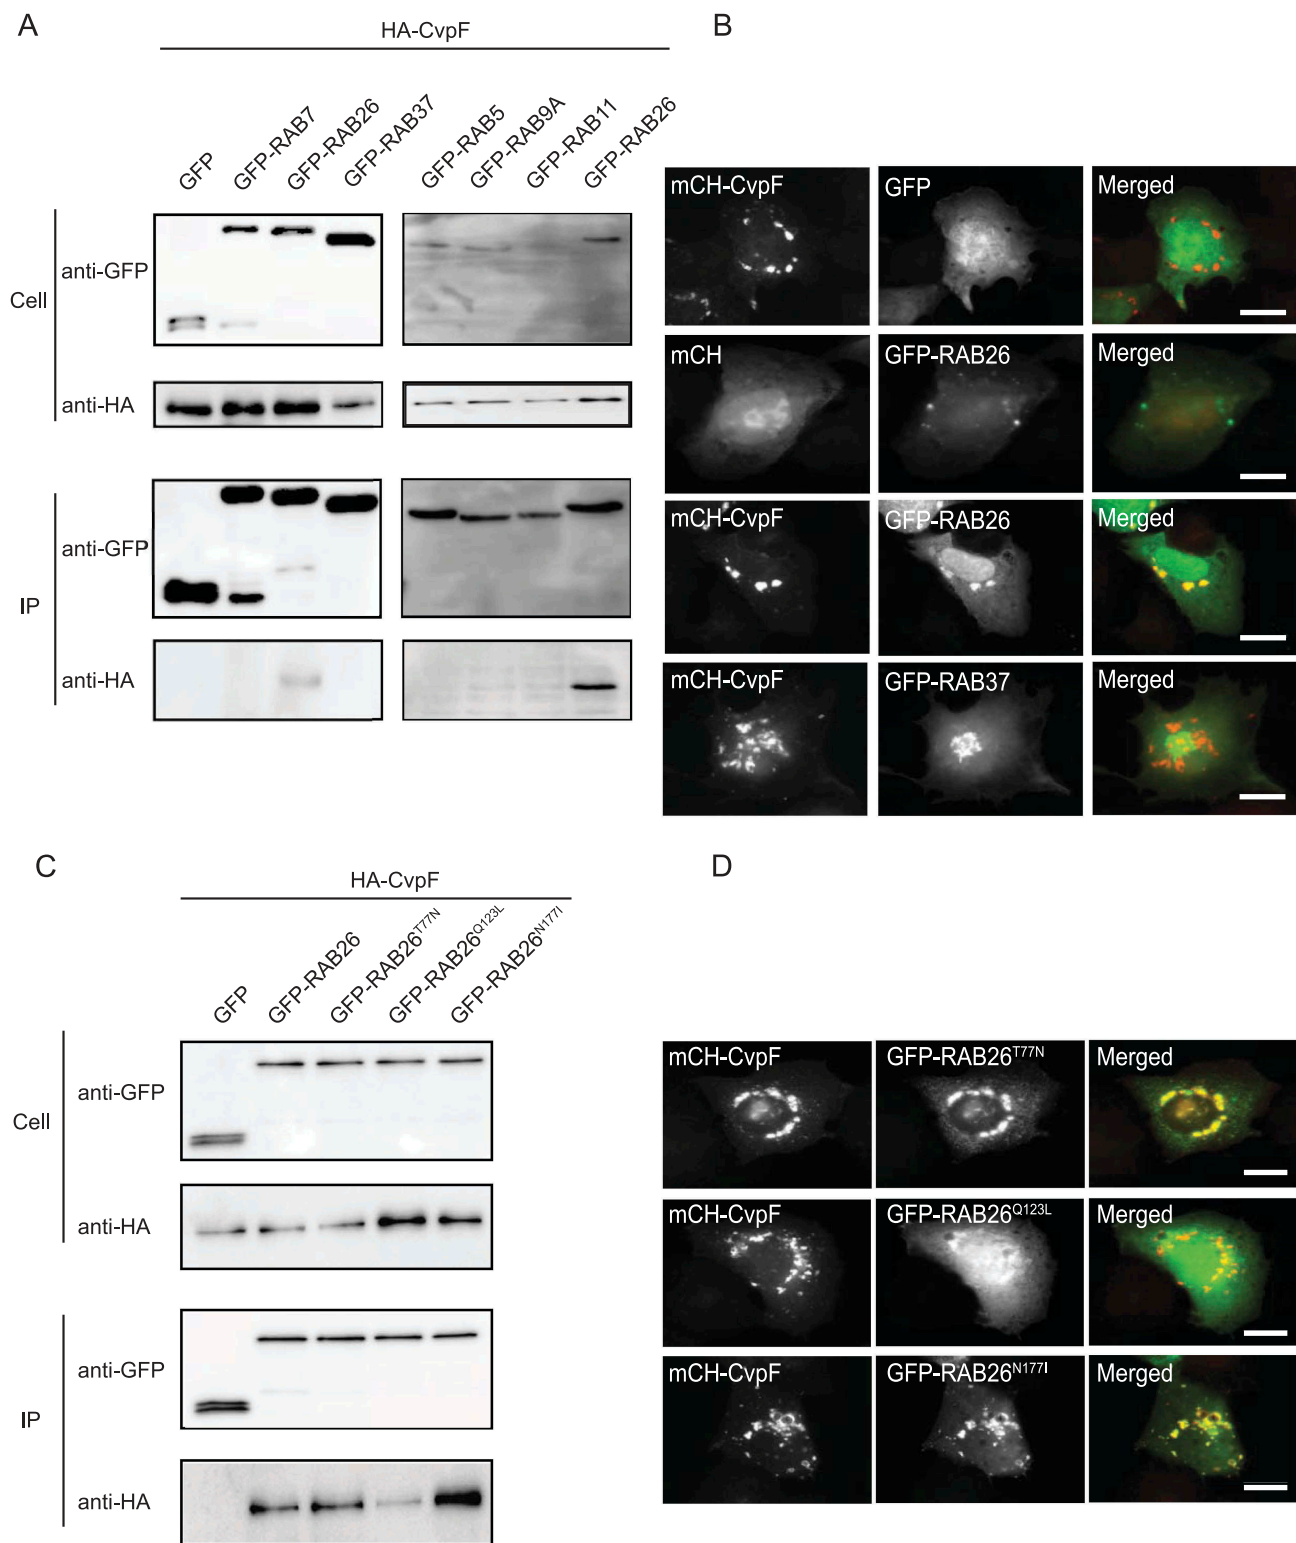 A
HA-CvpF
GFP
GFP-RAB7
GFP-RAB26
GFP-RAB37
GFP-RAB5
GFP-RAB9A
GFP-RAB11
GFP-RAB26
Cell
anti-GFP
anti-HA
IP
anti-GFP
anti-HA
B
mCH-CvpF GFP Merged
mCH GFP-RAB26 Merged
mCH-CvpF GFP-RAB26 Merged
mCH-CvpF GFP-RAB37 Merged
C
HA-CvpF
GFP
GFP-RAB26
GFP-RAB26T77N
GFP-RAB26Q123L
GFP-RAB26N177I
Cell
anti-GFP
anti-HA
IP
anti-GFP
anti-HA
D
mCH-CvpF GFP-RAB26T77N Merged
mCH-CvpF GFP-RAB26Q123L Merged
mCH-CvpF GFP-RAB26N177I Merged